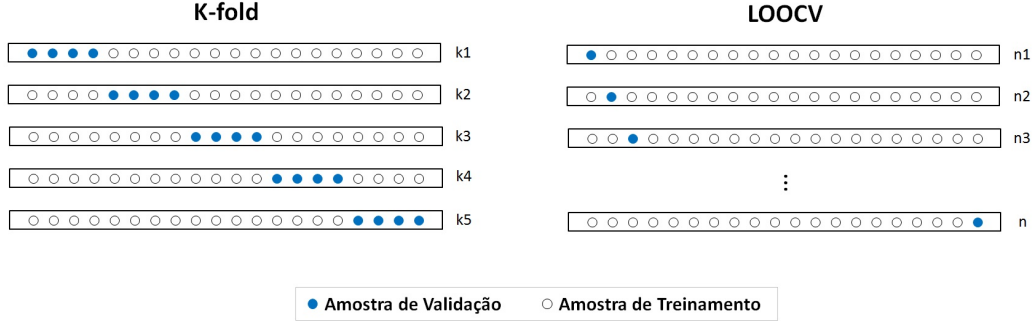 K-fold
k1
k2
k3
k4
k5
LOOCV
n1
n2
n3
n
Amostra de Validação
Amostra de Treinamento